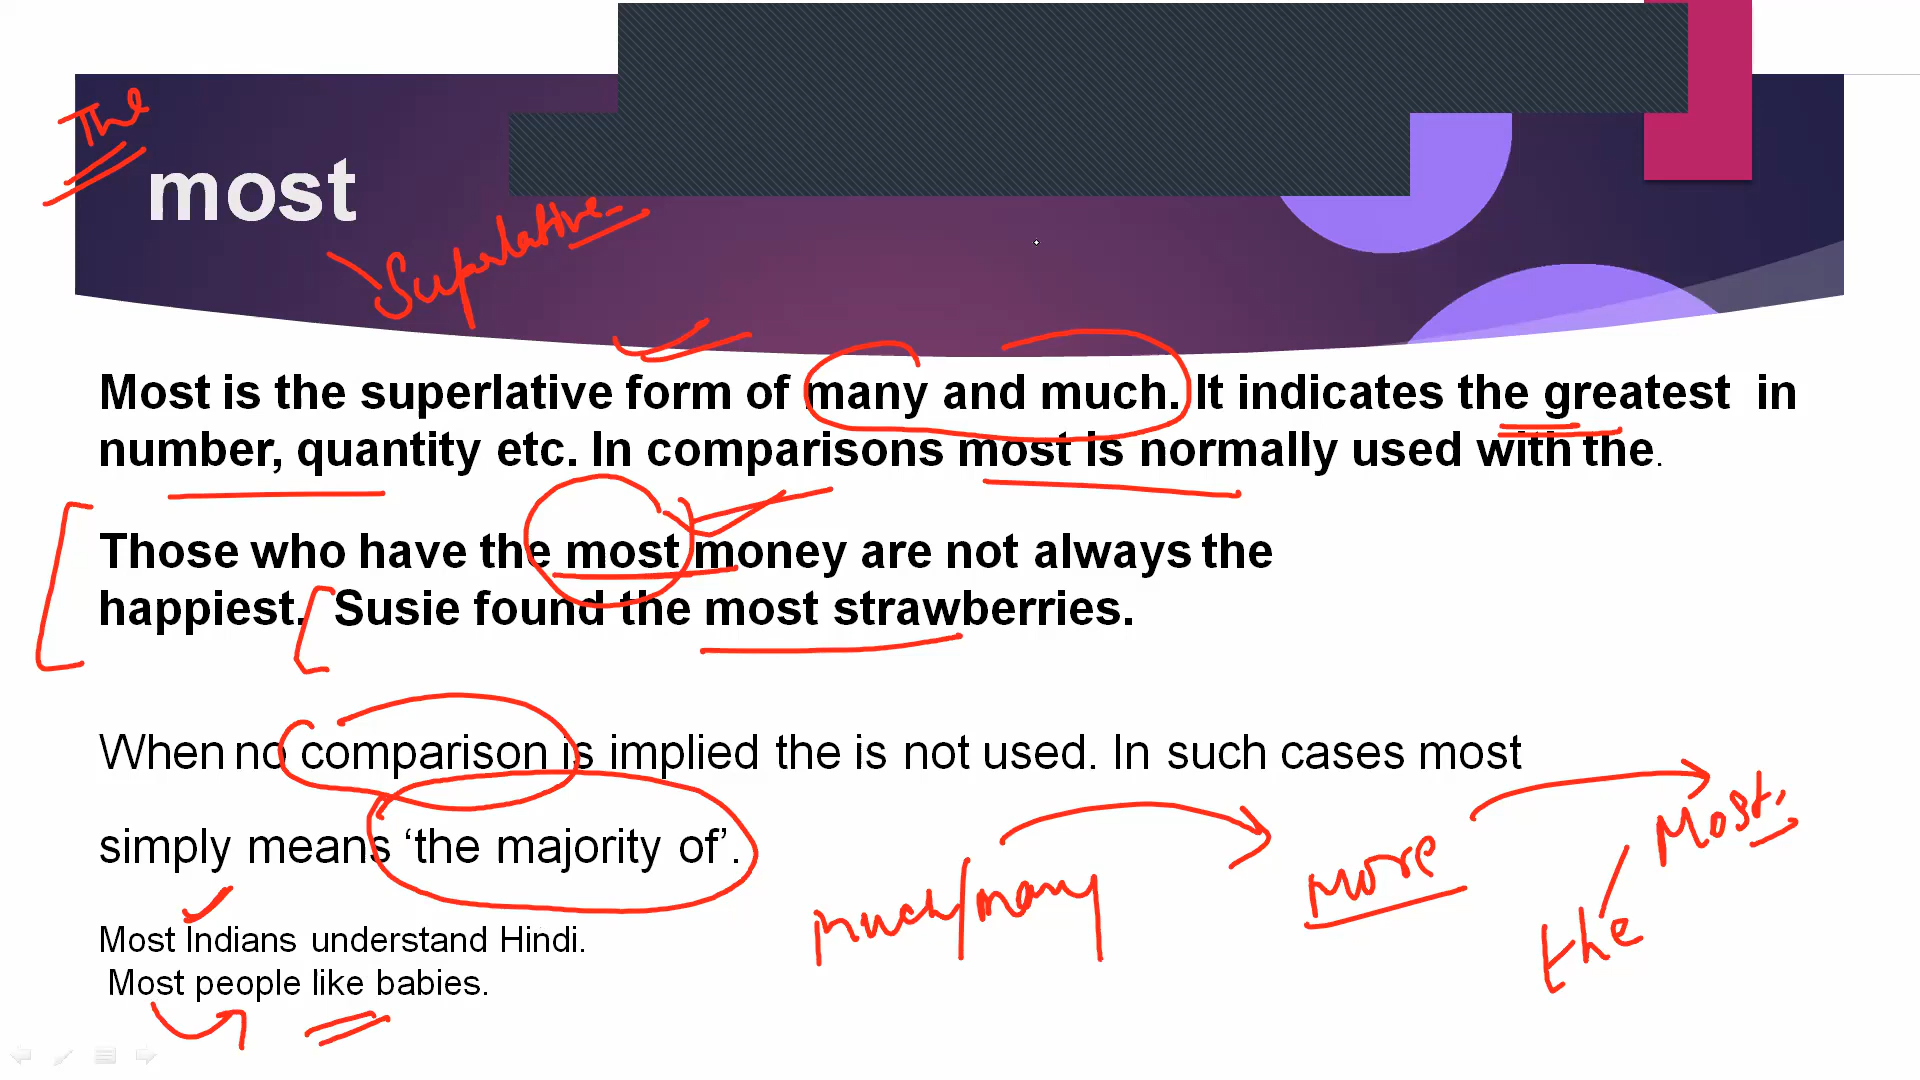 The
most
Superlative
Most is the superlative form of many and much. It indicates the greatest in
number, quantity etc. In comparisons most is normally used with the.
Those who have the most money are not always the
happiest. Susie found the most strawberries.
When no comparison is implied the is not used. In such cases most
simply means ‘the majority of’.
much/many
More
Most.
the
Most Indians understand Hindi.
Most people like babies.